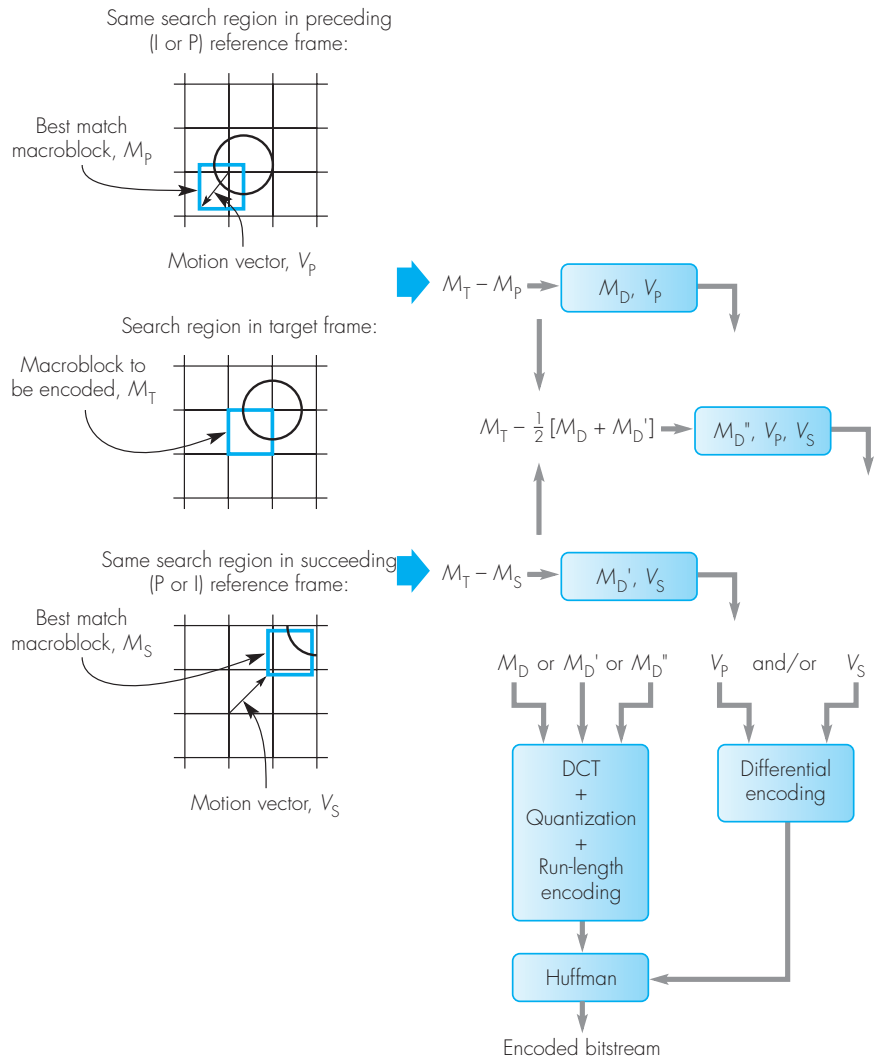 Same search region in preceding
(I or P) reference frame:
Best match
macroblock, M_P
Motion vector, V_P
M_T – M_P
M_D, V_P
Search region in target frame:
Macroblock to
be encoded, M_T
M_T – 1/2 [M_D + M_D']
M_D", V_P, V_S
Same search region in succeeding
(P or I) reference frame:
M_T – M_S
M_D', V_S
Best match
macroblock, M_S
Motion vector, V_S
M_D or M_D' or M_D"
V_P and/or V_S
DCT
+
Quantization
+
Run-length
encoding
Differential
encoding
Huffman
Encoded bitstream